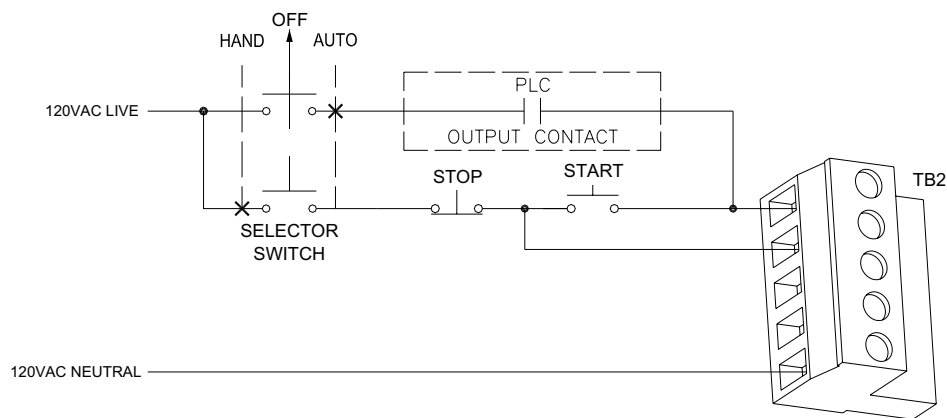 OFF
HAND
AUTO
120VAC LIVE
PLC
OUTPUT CONTACT
STOP
START
TB2
SELECTOR
SWITCH
120VAC NEUTRAL